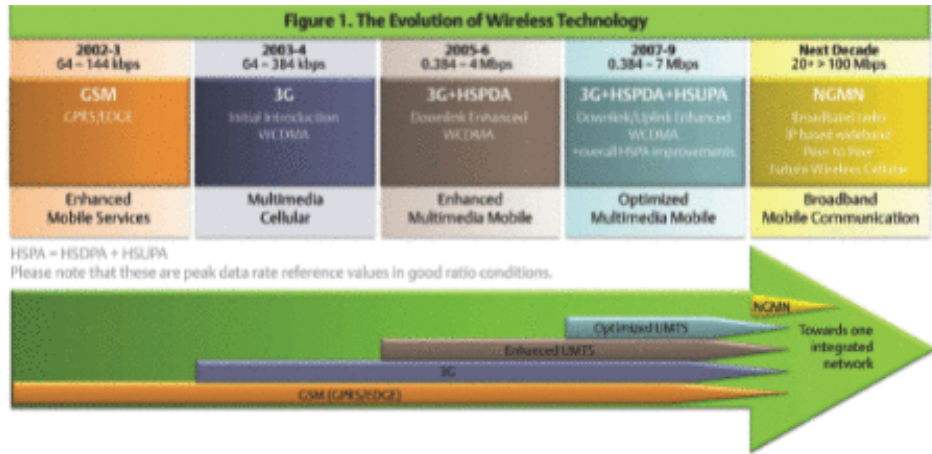 Figure 1. The Evolution of Wireless Technology
2002-3
64 – 144 kbps
GSM
GPRS/EDGE
Enhanced
Mobile Services
2003-4
64 – 384 kbps
3G
Initial Introduction
WCDMA
Multimedia
Cellular
2005-6
0.384 – 4 Mbps
3G+HSPDA
Downlink Enhanced
WCDMA
Enhanced
Multimedia Mobile
2007-9
0.384 – 7 Mbps
3G+HSPDA+HSUPA
Downlink/Uplink Enhanced
WCDMA
+overall HSPA improvements
Optimized
Multimedia Mobile
Next Decade
20+ > 100 Mbps
NGMN
Broadband radio
IP based wideband
Peer to Peer
Future Wireless Cellular
Broadband
Mobile Communication
HSPA = HSDPA + HSUPA
Please note that these are peak data rate reference values in good ratio conditions.
NGMN
Optimized UMTS
Enhanced UMTS
3G
GSM (GPRS/EDGE)
Towards one
integrated
network